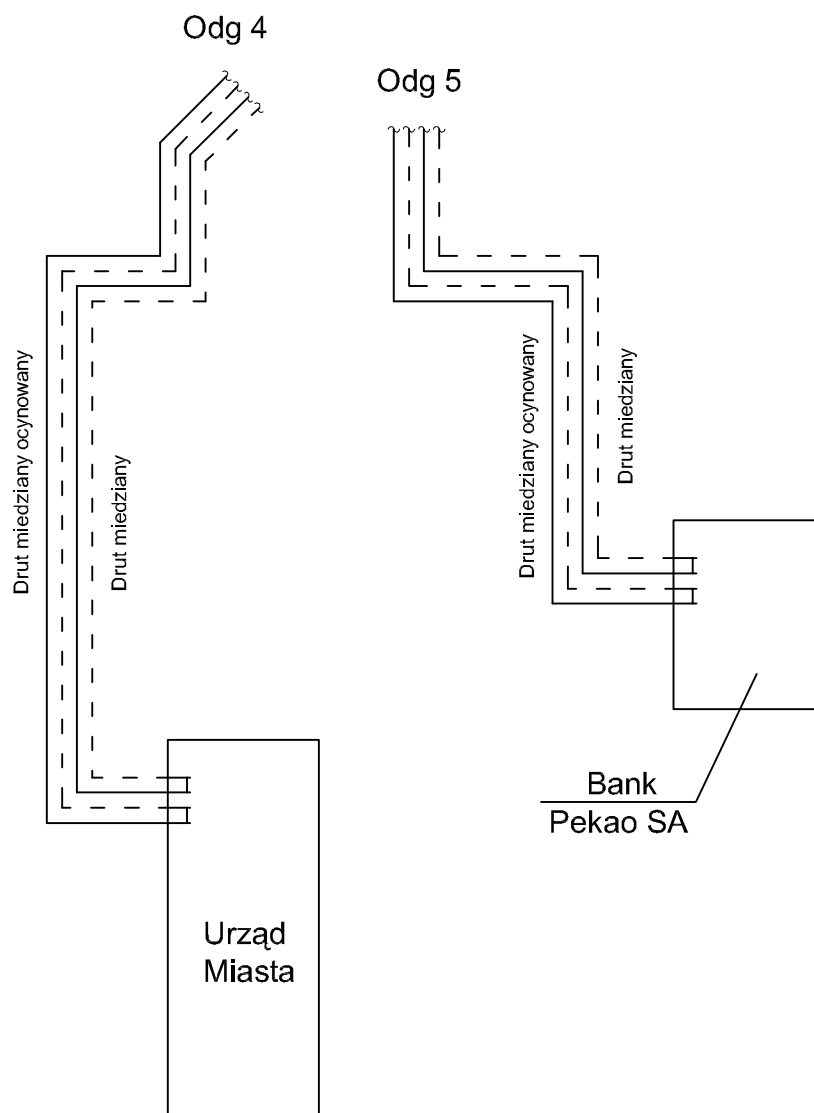 Odg 4
Odg 5
Drut miedziany ocynowany
Drut miedziany
Drut miedziany ocynowany
Drut miedziany
Bank
Pekao SA
Urząd
Miasta